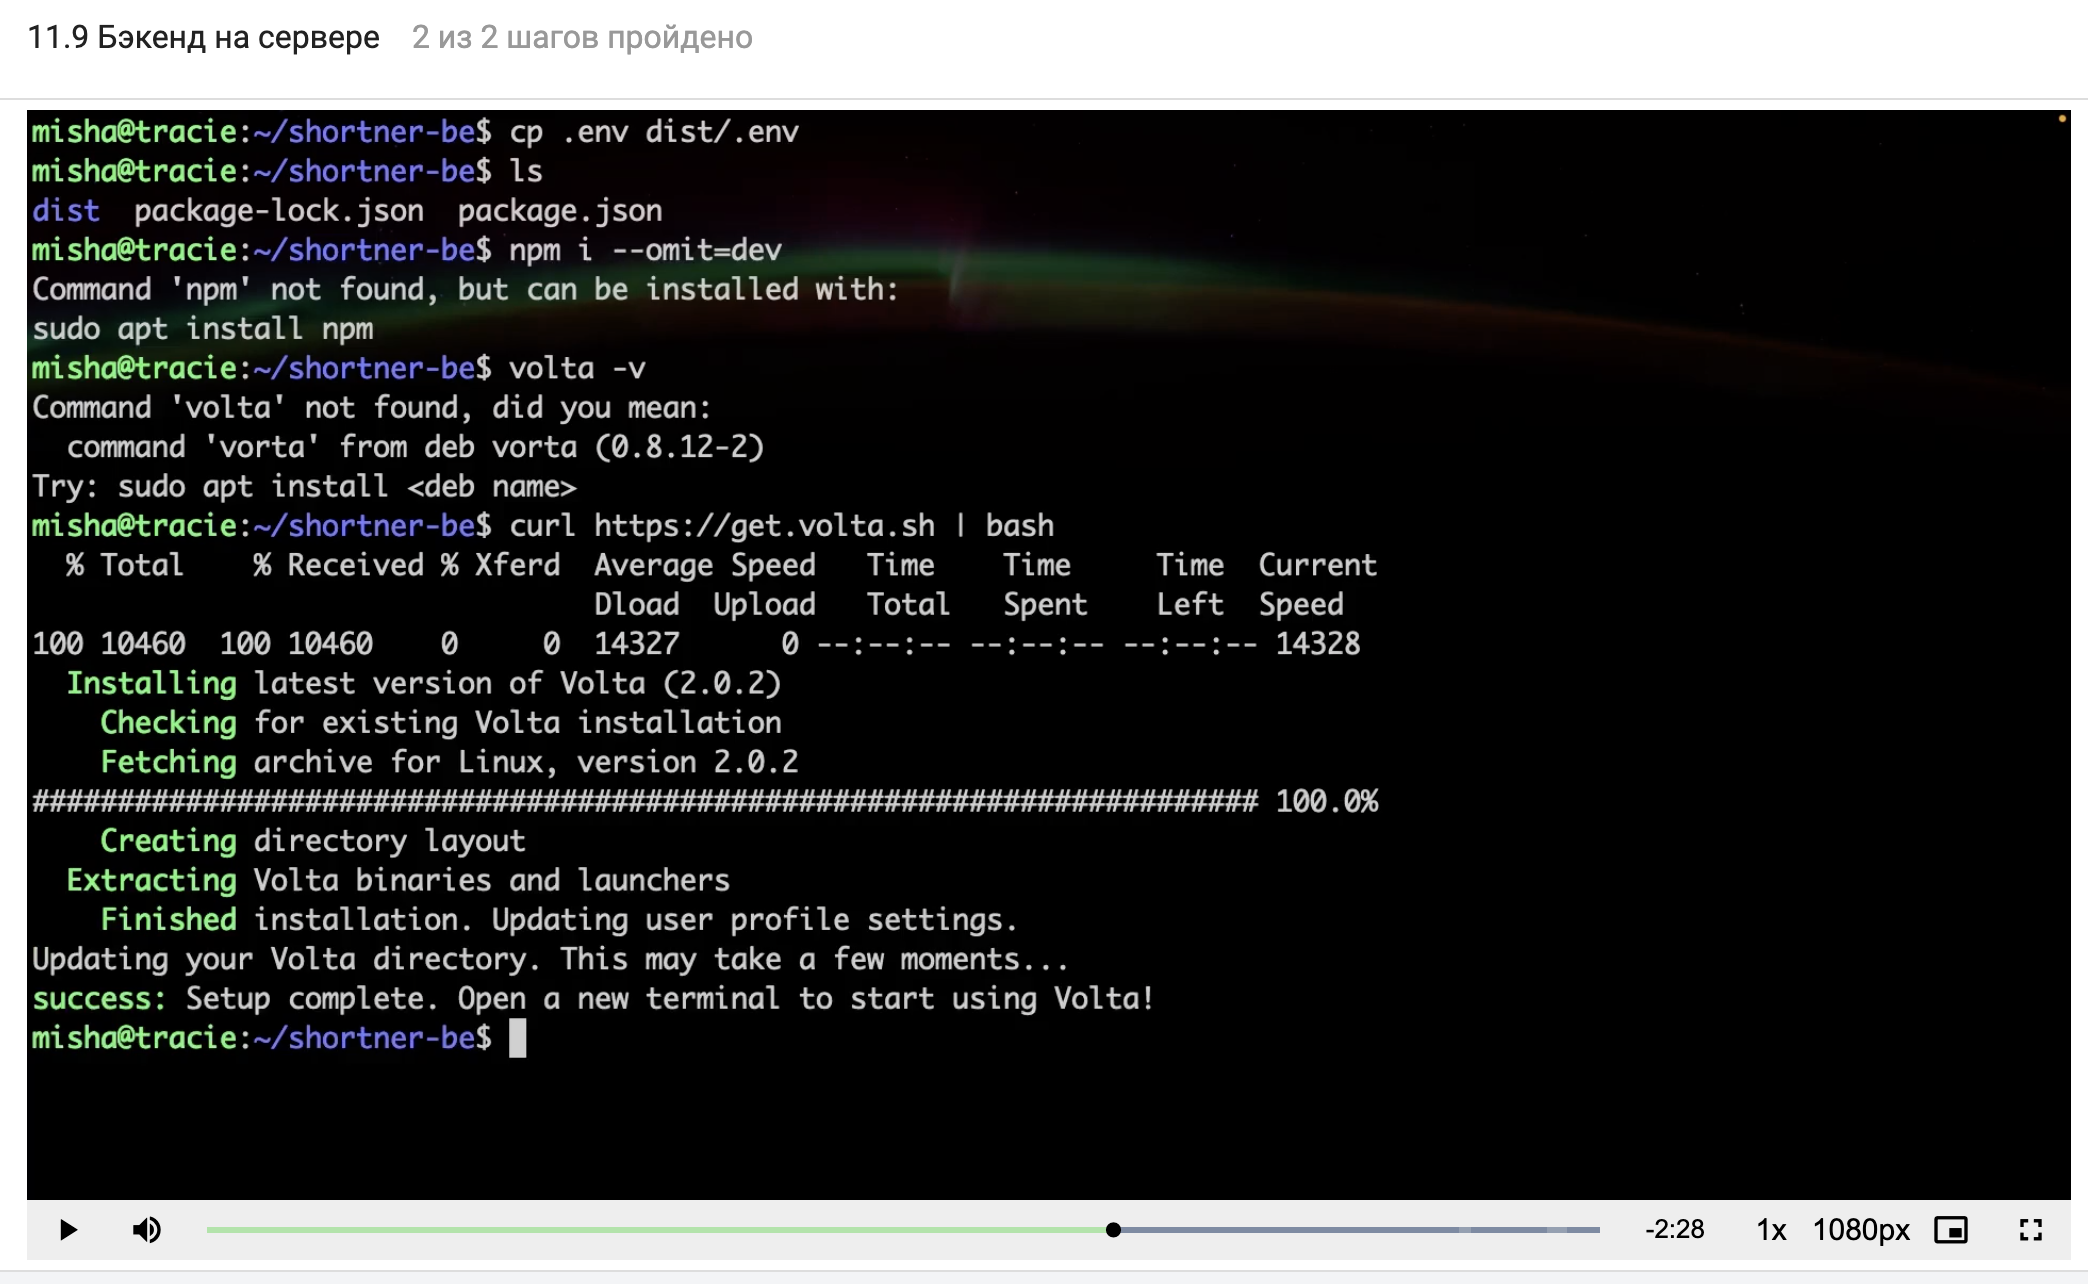 11.9 Бэкенд на сервере 2 из 2 шагов пройдено
misha@tracie:~/shortner-be$ cp .env dist/.env
misha@tracie:~/shortner-be$ ls
dist  package-lock.json  package.json
misha@tracie:~/shortner-be$ npm i --omit=dev
Command 'npm' not found, but can be installed with:
sudo apt install npm
misha@tracie:~/shortner-be$ volta -v
Command 'volta' not found, did you mean:
  command 'vorta' from deb vorta (0.8.12-2)
Try: sudo apt install <deb name>
misha@tracie:~/shortner-be$ curl https://get.volta.sh | bash
  % Total    % Received % Xferd  Average Speed   Time    Time     Time  Current
                                 Dload  Upload   Total   Spent    Left  Speed
100 10460  100 10460    0     0  14327      0 --:--:-- --:--:-- --:--:-- 14328
  Installing latest version of Volta (2.0.2)
    Checking for existing Volta installation
    Fetching archive for Linux, version 2.0.2
######################################################################## 100.0%
    Creating directory layout
  Extracting Volta binaries and launchers
    Finished installation. Updating user profile settings.
Updating your Volta directory. This may take a few moments...
success: Setup complete. Open a new terminal to start using Volta!
misha@tracie:~/shortner-be$
-2:28 1x 1080px